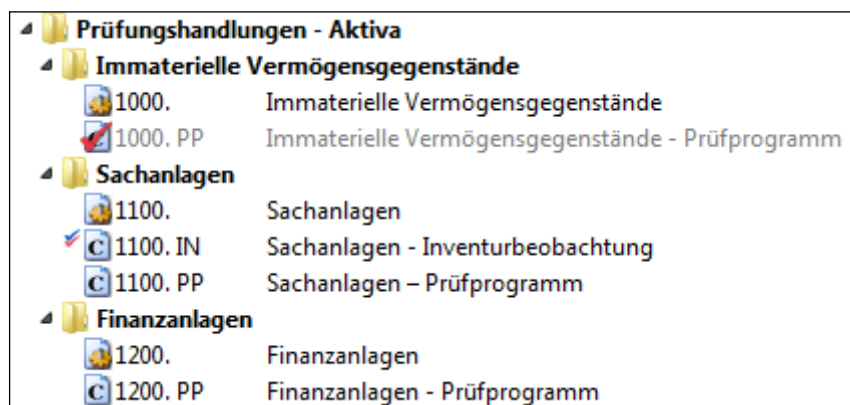 Prüfungshandlungen - Aktiva
Immaterielle Vermögensgegenstände
1000. Immaterielle Vermögensgegenstände
1000. PP Immaterielle Vermögensgegenstände - Prüfprogramm
Sachanlagen
1100. Sachanlagen
C 1100. IN Sachanlagen - Inventurbeobachtung
C 1100. PP Sachanlagen – Prüfprogramm
Finanzanlagen
1200. Finanzanlagen
C 1200. PP Finanzanlagen - Prüfprogramm